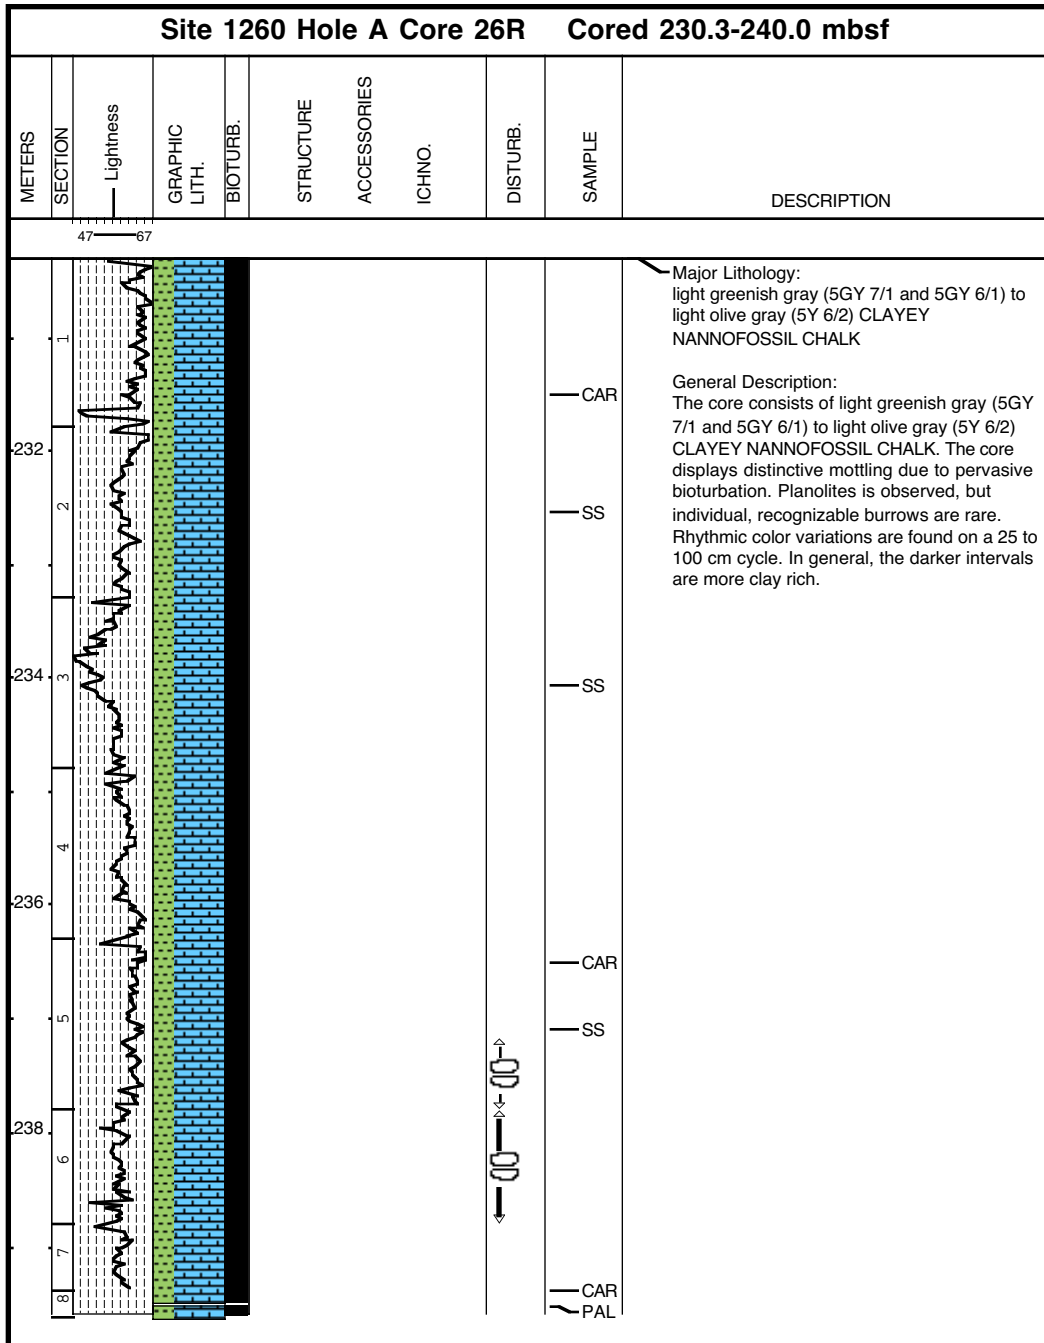 Site 1260 Hole A Core 26R Cored 230.3-240.0 mbsf
METERS
SECTION
Lightness
GRAPHIC
LITH.
BIOTURB.
STRUCTURE
ACCESSORIES
ICHNO.
DISTURB.
SAMPLE
DESCRIPTION
47 67
Major Lithology:
light greenish gray (5GY 7/1 and 5GY 6/1) to
light olive gray (5Y 6/2) CLAYEY
NANNOFOSSIL CHALK
General Description:
The core consists of light greenish gray (5GY
7/1 and 5GY 6/1) to light olive gray (5Y 6/2)
CLAYEY NANNOFOSSIL CHALK. The core
displays distinctive mottling due to pervasive
bioturbation. Planolites is observed, but
individual, recognizable burrows are rare.
Rhythmic color variations are found on a 25 to
100 cm cycle. In general, the darker intervals
are more clay rich.
1
CAR
232
2
SS
234
3
SS
4
236
CAR
5
SS
238
6
7
CAR
8
PAL